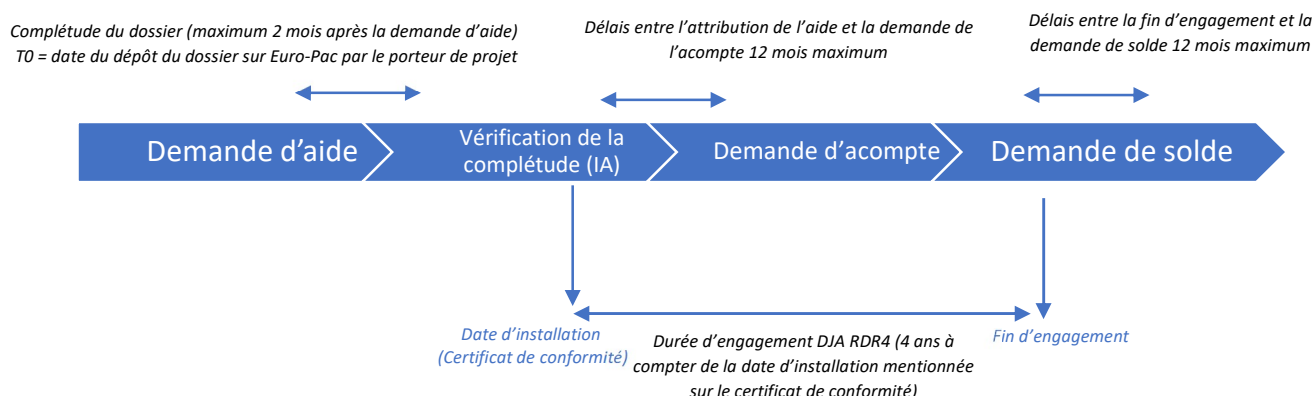 Complétude du dossier (maximum 2 mois après la demande d’aide)
T0 = date du dépôt du dossier sur Euro-Pac par le porteur de projet
Délais entre l’attribution de l’aide et la demande de
l’acompte 12 mois maximum
Délais entre la fin d’engagement et la
demande de solde 12 mois maximum
Demande d’aide
Vérification de la
complétude (IA)
Demande d’acompte
Demande de solde
Date d’installation
(Certificat de conformité)
Durée d’engagement DJA RDR4 (4 ans à
compter de la date d’installation mentionnée
sur le certificat de conformité)
Fin d’engagement